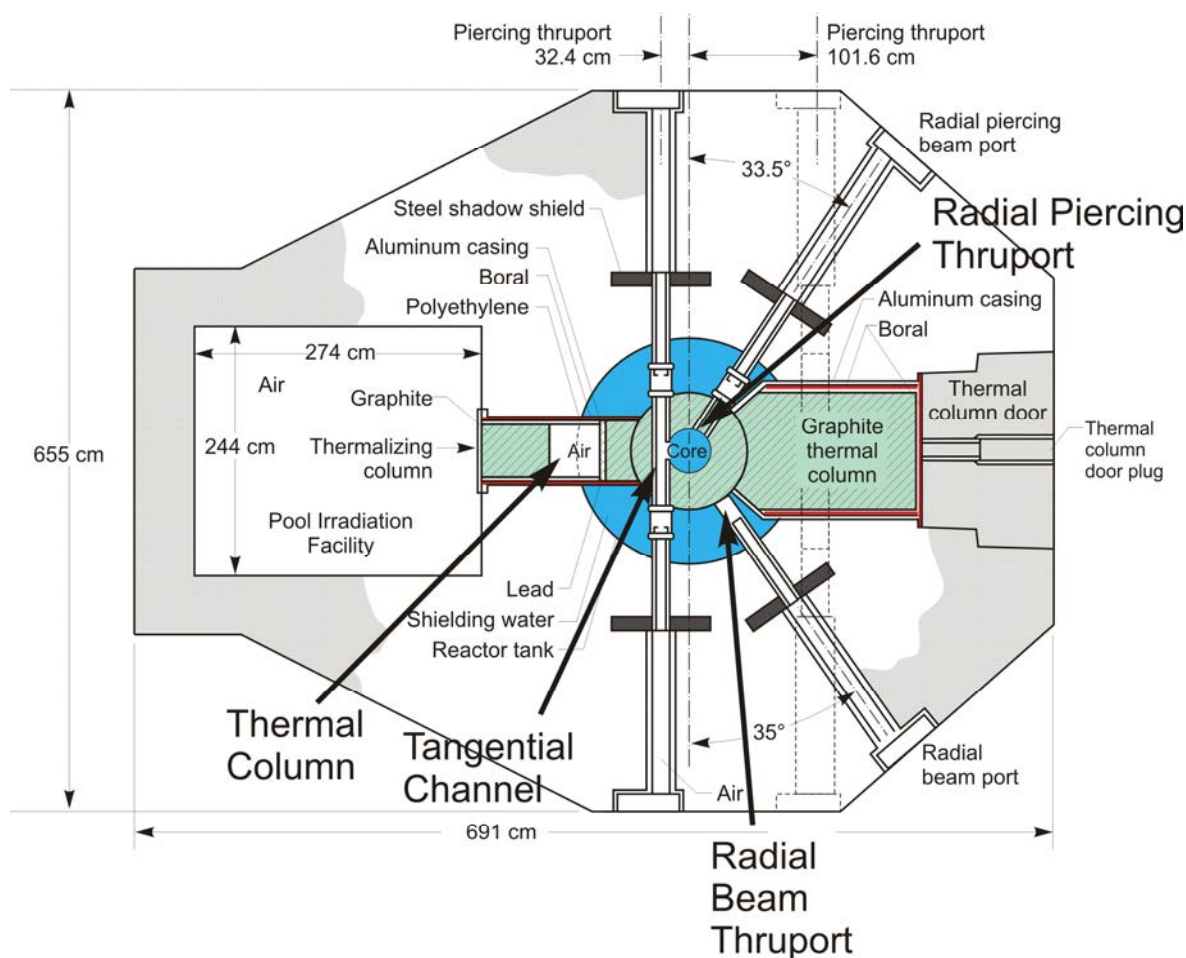 Piercing thruport
32.4 cm
Piercing thruport
101.6 cm
Radial piercing
beam port
33.5°
Steel shadow shield
Radial Piercing
Thruport
Aluminum casing
Boral
Polyethylene
Aluminum casing
Boral
274 cm
Air
Graphite
Thermalizing
column
244 cm
655 cm
Air
Core
Graphite
thermal
column
Thermal
column door
Thermal
column
door plug
Pool Irradiation
Facility
Lead
Shielding water
Reactor tank
Thermal
Column
Tangential
Channel
35°
Radial
beam port
Air
691 cm
Radial
Beam
Thruport